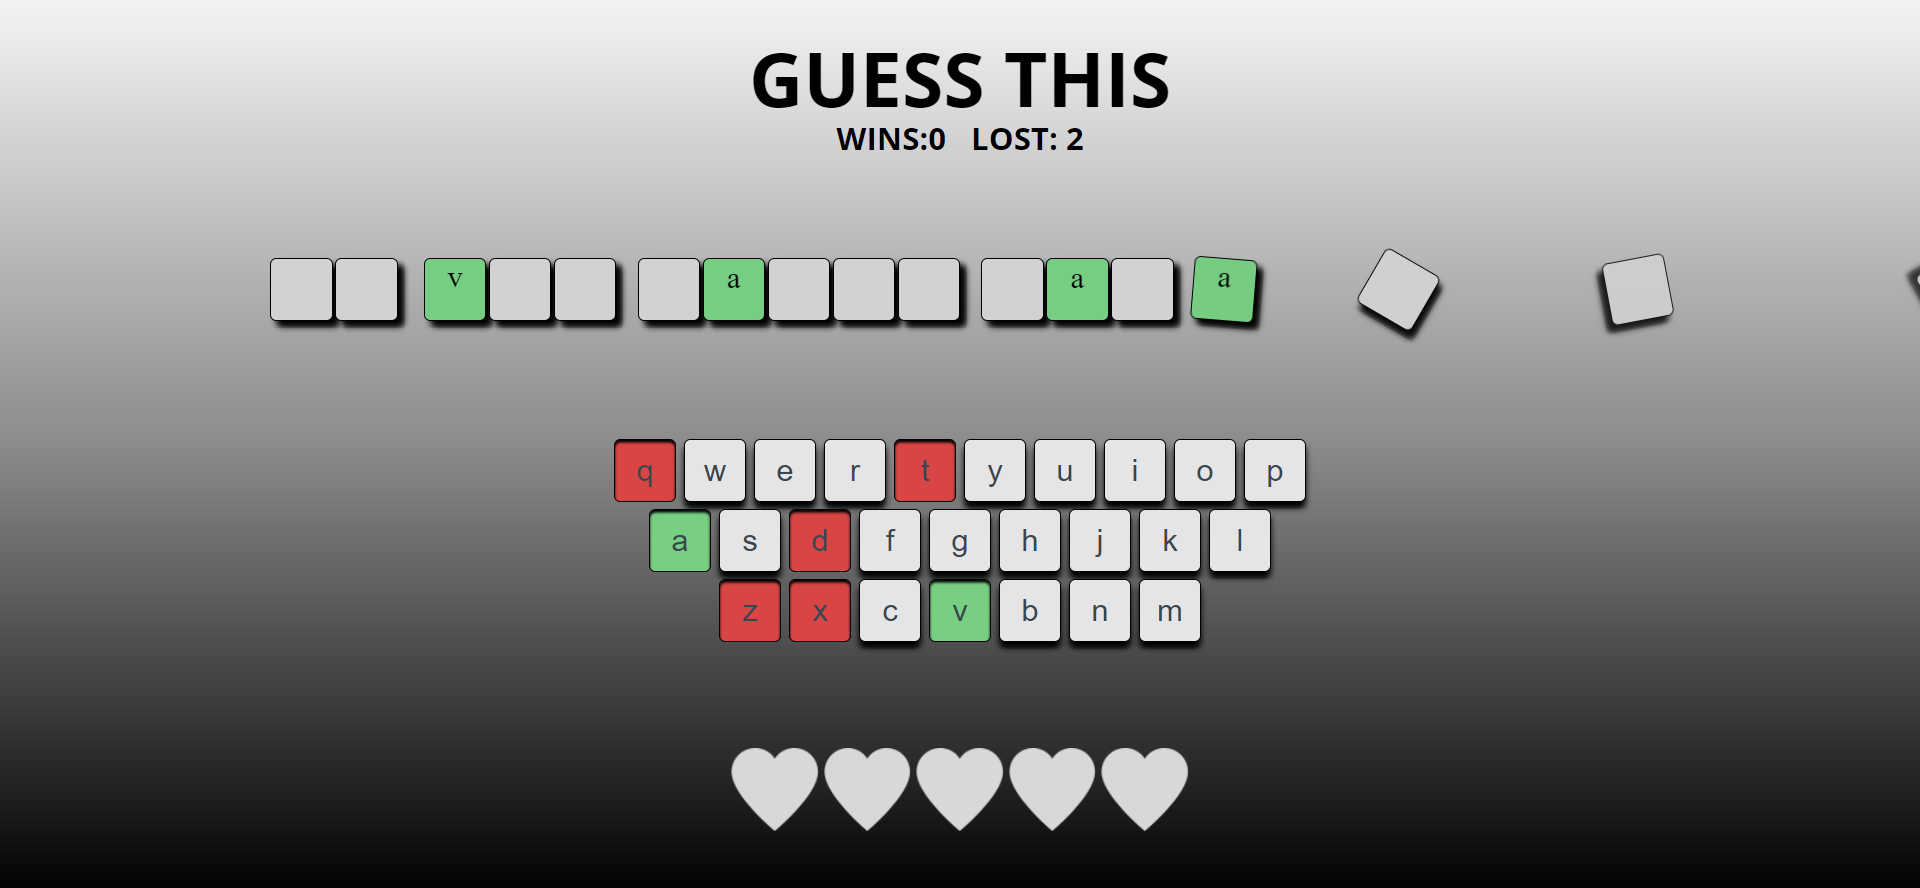 GUESS THIS
WINS:0 LOST: 2
v a a a
q w e r t y u i o p
a s d f g h j k l
z x c v b n m